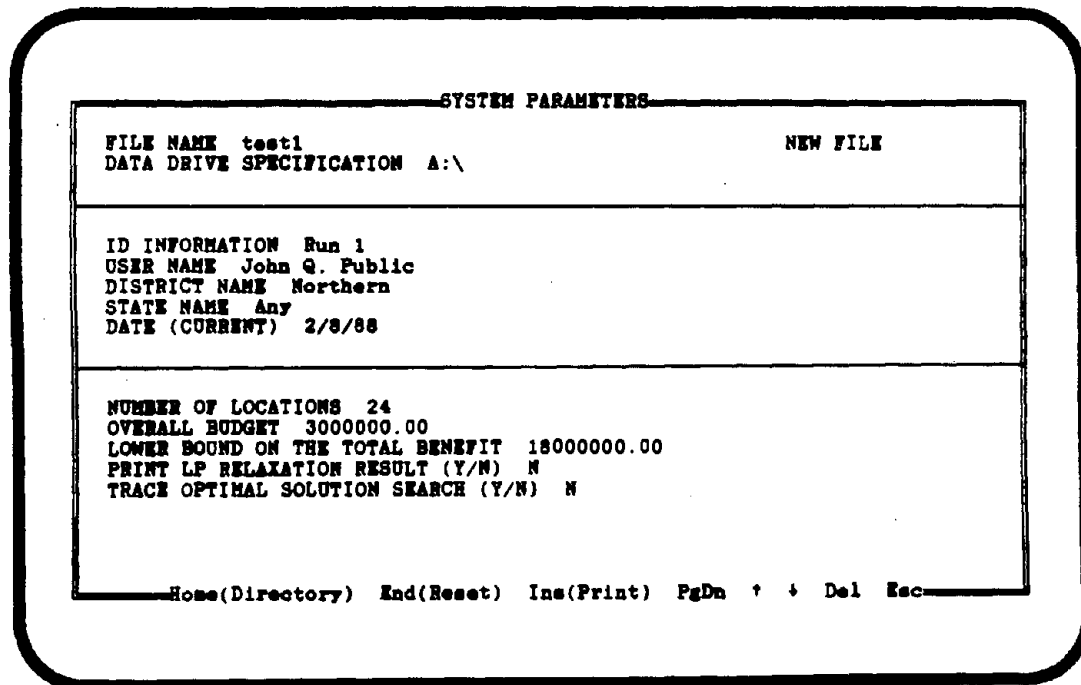 SYSTEM PARAMETERS
FILE NAME test1 NEW FILE
DATA DRIVE SPECIFICATION A:\
ID INFORMATION Run 1
USER NAME John Q. Public
DISTRICT NAME Northern
STATE NAME Any
DATE (CURRENT) 2/8/88
NUMBER OF LOCATIONS 24
OVERALL BUDGET 3000000.00
LOWER BOUND ON THE TOTAL BENEFIT 18000000.00
PRINT LP RELAXATION RESULT (Y/N) N
TRACE OPTIMAL SOLUTION SEARCH (Y/N) N
Home(Directory) End(Reset) Ins(Print) PgDn ↑ ↓ Del Esc